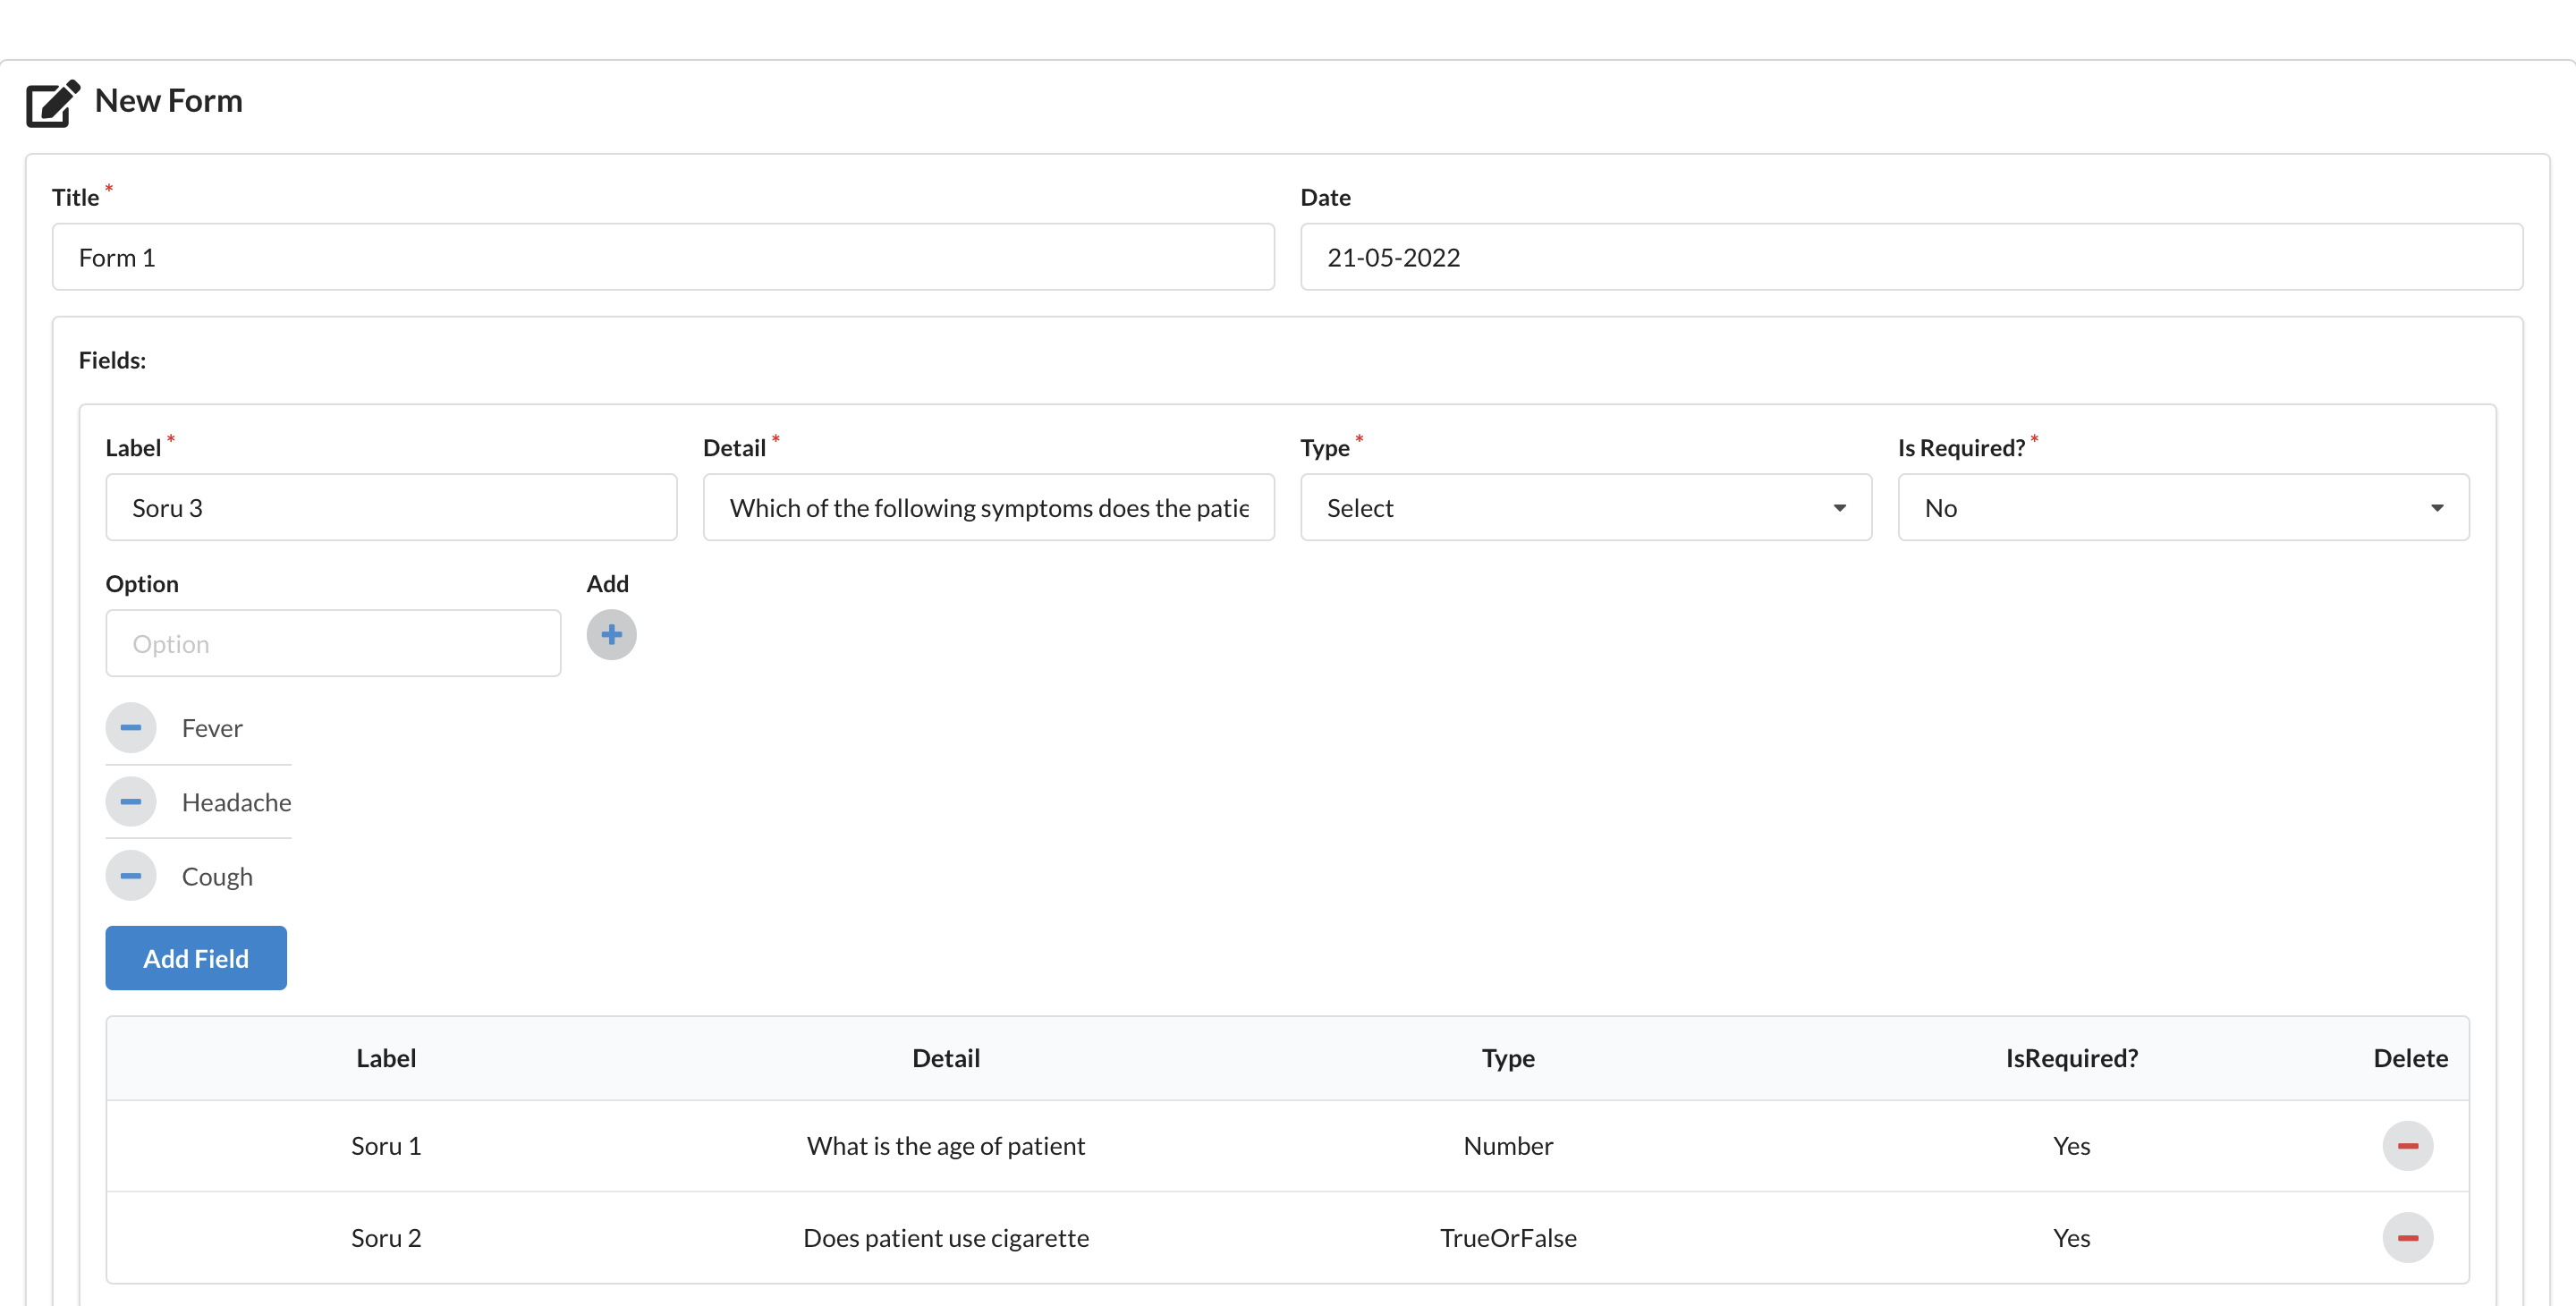 New Form
Title *
Date
Form 1
21-05-2022
Fields:
Label * Detail * Type * Is Required? *
Soru 3 Which of the following symptoms does the Select No
Option Add
Option
Fever
Headache
Cough
Add Field
Label Detail Type IsRequired? Delete
Soru 1 What is the age of patient Number Yes
Soru 2 Does patient use cigarette TrueOrFalse Yes